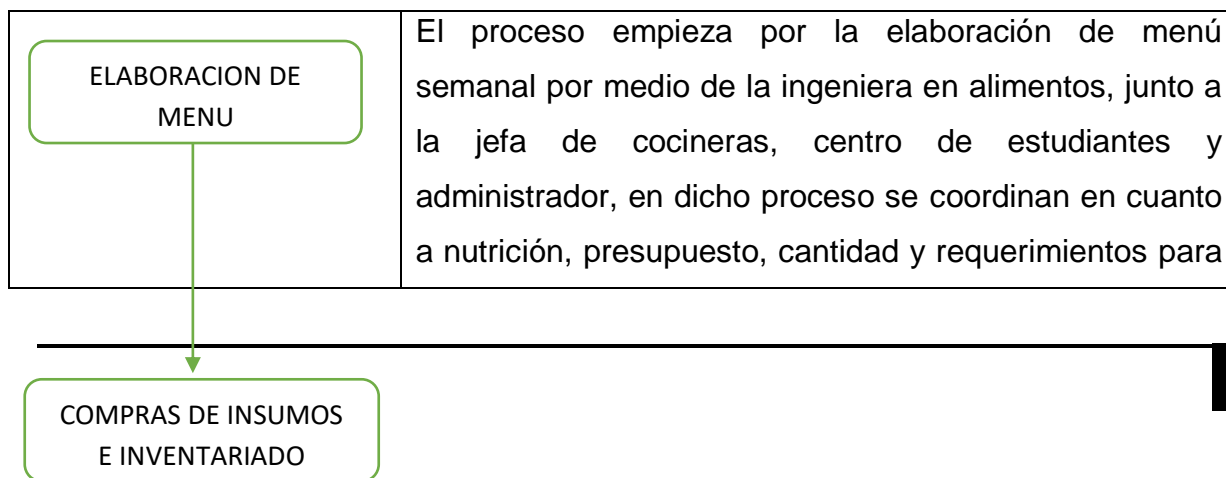 ELABORACION DE
MENU
El proceso empieza por la elaboración de menú
semanal por medio de la ingeniera en alimentos, junto a
la jefa de cocineras, centro de estudiantes y
administrador, en dicho proceso se coordinan en cuanto
a nutrición, presupuesto, cantidad y requerimientos para
COMPRAS DE INSUMOS
E INVENTARIADO